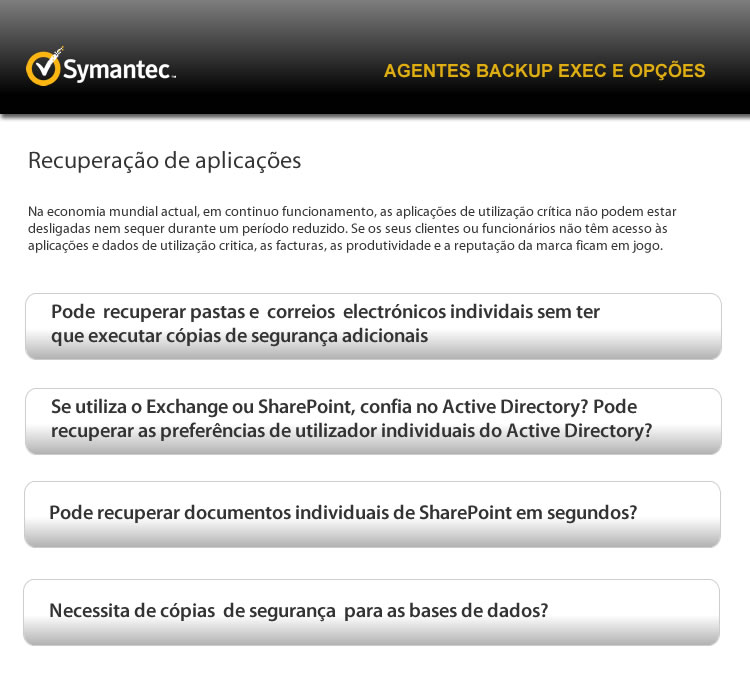 Symantec™
AGENTES BACKUP EXEC E OPÇÕES
Recuperação de aplicações
Na economia mundial actual, em continuo funcionamento, as aplicações de utilização crítica não podem estar
desligadas nem sequer durante um período reduzido. Se os seus clientes ou funcionários não têm acesso às
aplicações e dados de utilização critica, as facturas, as produtividade e a reputação da marca ficam em jogo.
Pode recuperar pastas e correios electrónicos individais sem ter
que executar cópias de segurança adicionais
Se utiliza o Exchange ou SharePoint, confia no Active Directory? Pode
recuperar as preferências de utilizador individuais do Active Directory?
Pode recuperar documentos individuais de SharePoint em segundos?
Necessita de cópias de segurança para as bases de dados?